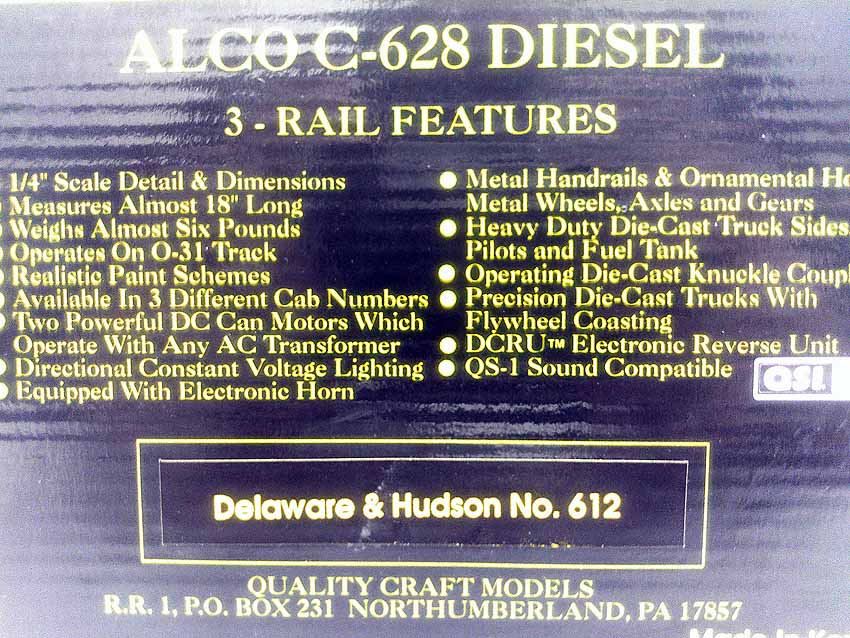 ALCO C-628 DIESEL
3 - RAIL FEATURES
1/4" Scale Detail & Dimensions
Measures Almost 18" Long
Weighs Almost Six Pounds
Operates On O-31 Track
Realistic Paint Schemes
Available In 3 Different Cab Numbers
Two Powerful DC Can Motors Which
Operate With Any AC Transformer
Directional Constant Voltage Lighting
Equipped With Electronic Horn
● Metal Handrails & Ornamental Ho
Metal Wheels, Axles and Gears
● Heavy Duty Die-Cast Truck Sides,
Pilots and Fuel Tank
● Operating Die-Cast Knuckle Coupl
● Precision Die-Cast Trucks With
Flywheel Coasting
● DCRU™ Electronic Reverse Unit
● QS-1 Sound Compatible
QSI
Delaware & Hudson No. 612
QUALITY CRAFT MODELS
R.R. 1, P.O. BOX 231 NORTHUMBERLAND, PA 17857
Made In